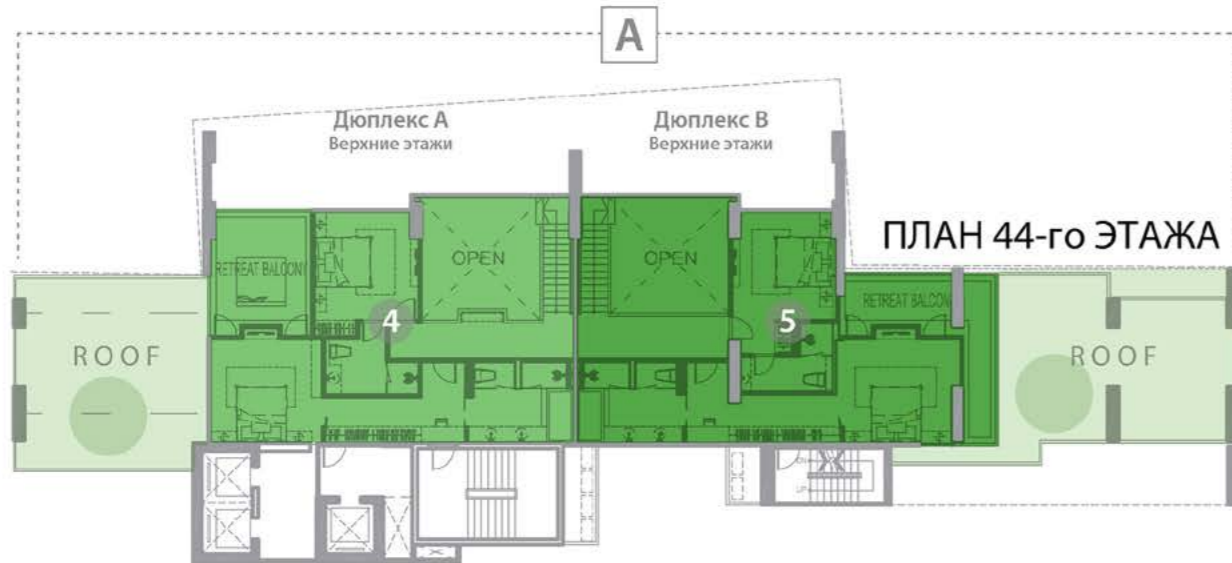 A
Дюплекс А
Верхние этажи
Дюплекс В
Верхние этажи
ПЛАН 44-го ЭТАЖА
RETREAT BALCONY
OPEN
OPEN
RETREAT BALCONY
4
5
ROOF
ROOF